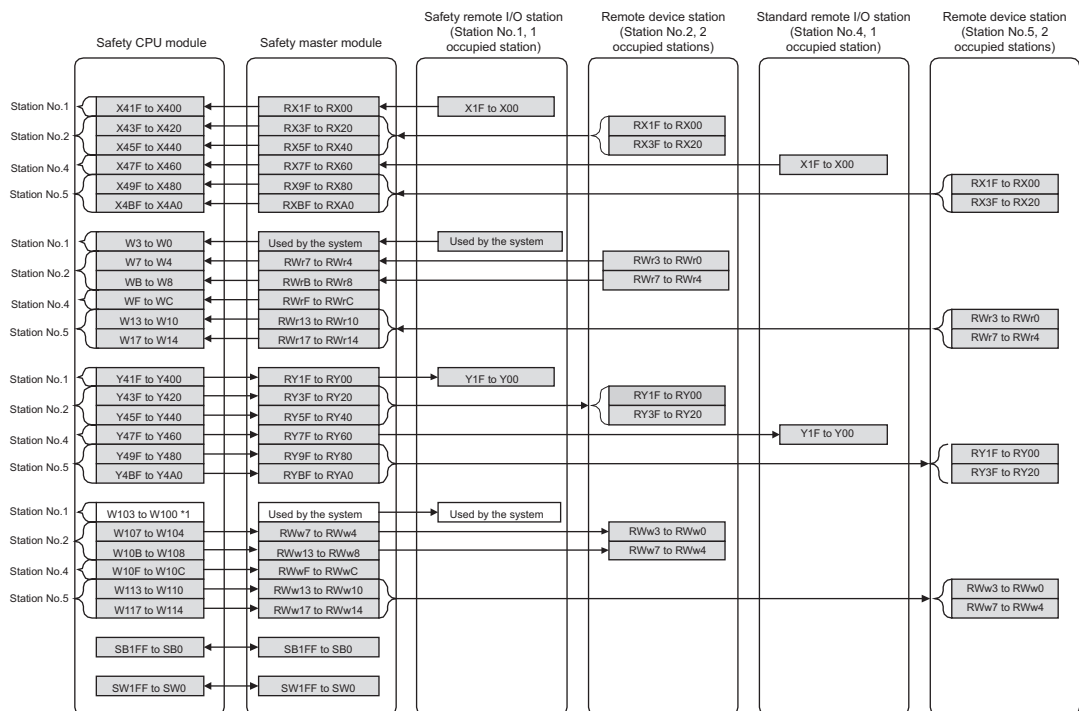 Safety CPU module
Safety master module
Safety remote I/O station
(Station No.1, 1
occupied station)
Remote device station
(Station No.2, 2
occupied stations)
Standard remote I/O station
(Station No.4, 1
occupied station)
Remote device station
(Station No.5, 2
occupied stations)
Station No.1 X41F to X400 RX1F to RX00 X1F to X00
Station No.2 X43F to X420 RX3F to RX20 RX1F to RX00
X45F to X440 RX5F to RX40 RX3F to RX20
Station No.4 X47F to X460 RX7F to RX60 X1F to X00
Station No.5 X49F to X480 RX9F to RX80 RX1F to RX00
X4BF to X4A0 RXBF to RXA0 RX3F to RX20
Station No.1 W3 to W0 Used by the system Used by the system
Station No.2 W7 to W4 RWr7 to RWr4 RWr3 to RWr0
WB to W8 RWrB to RWr8 RWr7 to RWr4
Station No.4 WF to WC RWrF to RWrC
Station No.5 W13 to W10 RWr13 to RWr10 RWr3 to RWr0
W17 to W14 RWr17 to RWr14 RWr7 to RWr4
Station No.1 Y41F to Y400 RY1F to RY00 Y1F to Y00
Station No.2 Y43F to Y420 RY3F to RY20 RY1F to RY00
Y45F to Y440 RY5F to RY40 RY3F to RY20
Station No.4 Y47F to Y460 RY7F to RY60 Y1F to Y00
Station No.5 Y49F to Y480 RY9F to RY80 RY1F to RY00
Y4BF to Y4A0 RYBF to RYA0 RY3F to RY20
Station No.1 W103 to W100 *1 Used by the system Used by the system
Station No.2 W107 to W104 RWw7 to RWw4 RWw3 to RWw0
W10B to W108 RWw13 to RWw8 RWw7 to RWw4
Station No.4 W10F to W10C RWwF to RWwC
Station No.5 W113 to W110 RWw13 to RWw10 RWw3 to RWw0
W117 to W114 RWw17 to RWw14 RWw7 to RWw4
SB1FF to SB0 SB1FF to SB0
SW1FF to SW0 SW1FF to SW0